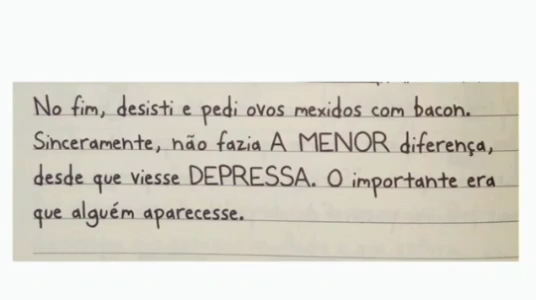 No fim, desisti e pedi ovos mexidos com bacon.
Sinceramente, não fazia A MENOR diferença,
desde que viesse DEPRESSA. O importante era
que alguém aparecesse.